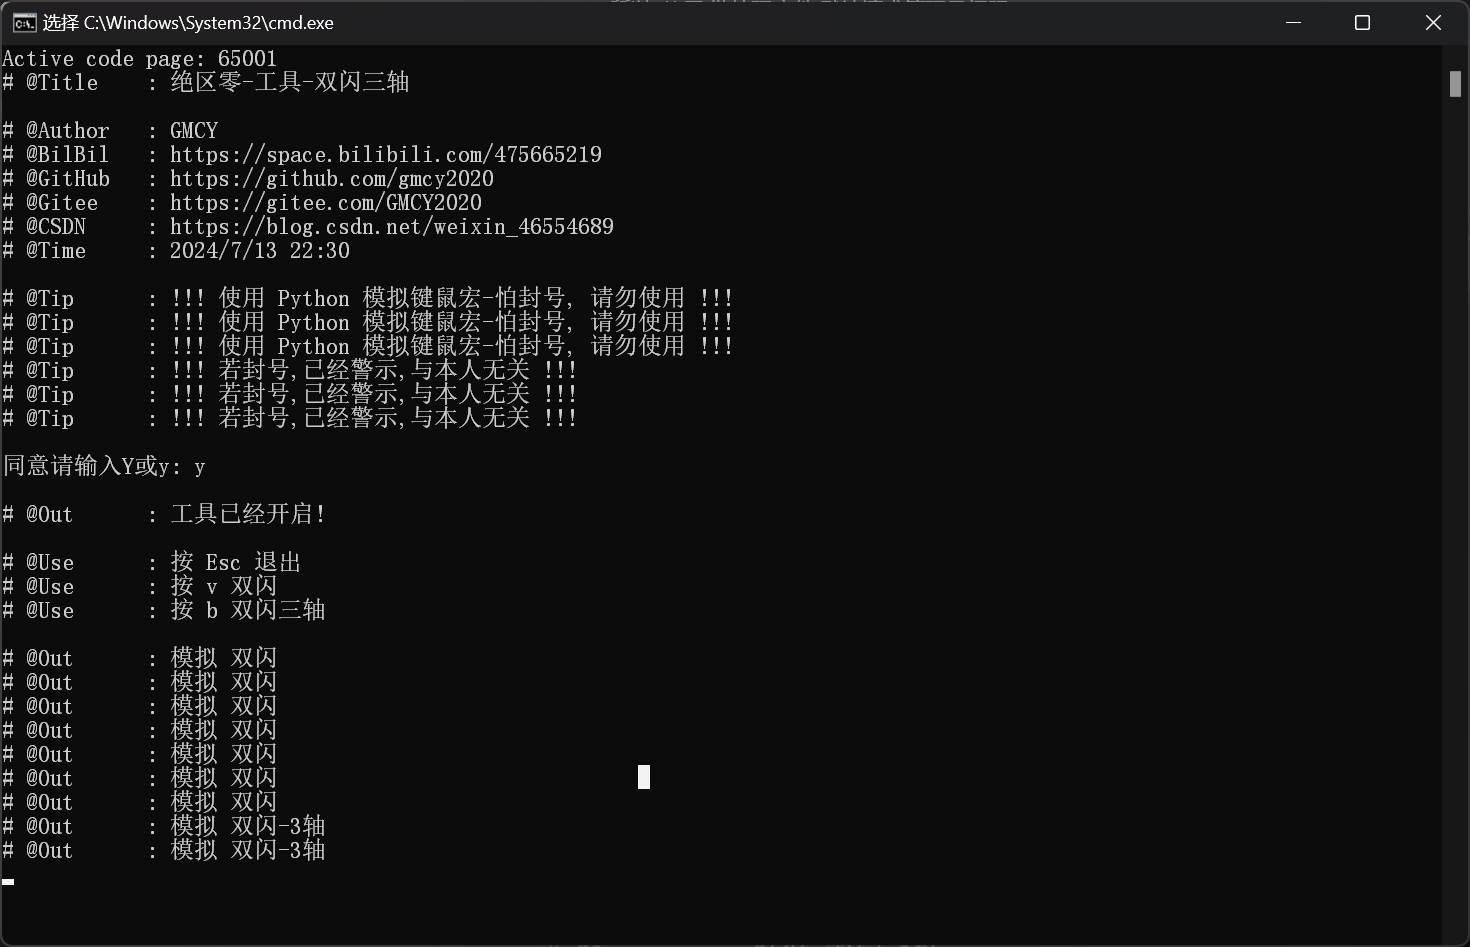 选择 C:\Windows\System32\cmd.exe
Active code page: 65001
# @Title    : 绝区零-工具-双闪三轴
# @Author   : GMCY
# @BilBil   : https://space.bilibili.com/475665219
# @GitHub   : https://github.com/gmcy2020
# @Gitee    : https://gitee.com/GMCY2020
# @CSDN     : https://blog.csdn.net/weixin_46554689
# @Time     : 2024/7/13 22:30
# @Tip      : !!! 使用 Python 模拟键鼠宏-怕封号, 请勿使用 !!!
# @Tip      : !!! 使用 Python 模拟键鼠宏-怕封号, 请勿使用 !!!
# @Tip      : !!! 使用 Python 模拟键鼠宏-怕封号, 请勿使用 !!!
# @Tip      : !!! 若封号,已经警示,与本人无关 !!!
# @Tip      : !!! 若封号,已经警示,与本人无关 !!!
# @Tip      : !!! 若封号,已经警示,与本人无关 !!!
同意请输入Y或y: y
# @Out      : 工具已经开启!
# @Use      : 按 Esc 退出
# @Use      : 按 v 双闪
# @Use      : 按 b 双闪三轴
# @Out      : 模拟 双闪
# @Out      : 模拟 双闪
# @Out      : 模拟 双闪
# @Out      : 模拟 双闪
# @Out      : 模拟 双闪
# @Out      : 模拟 双闪
# @Out      : 模拟 双闪
# @Out      : 模拟 双闪-3轴
# @Out      : 模拟 双闪-3轴